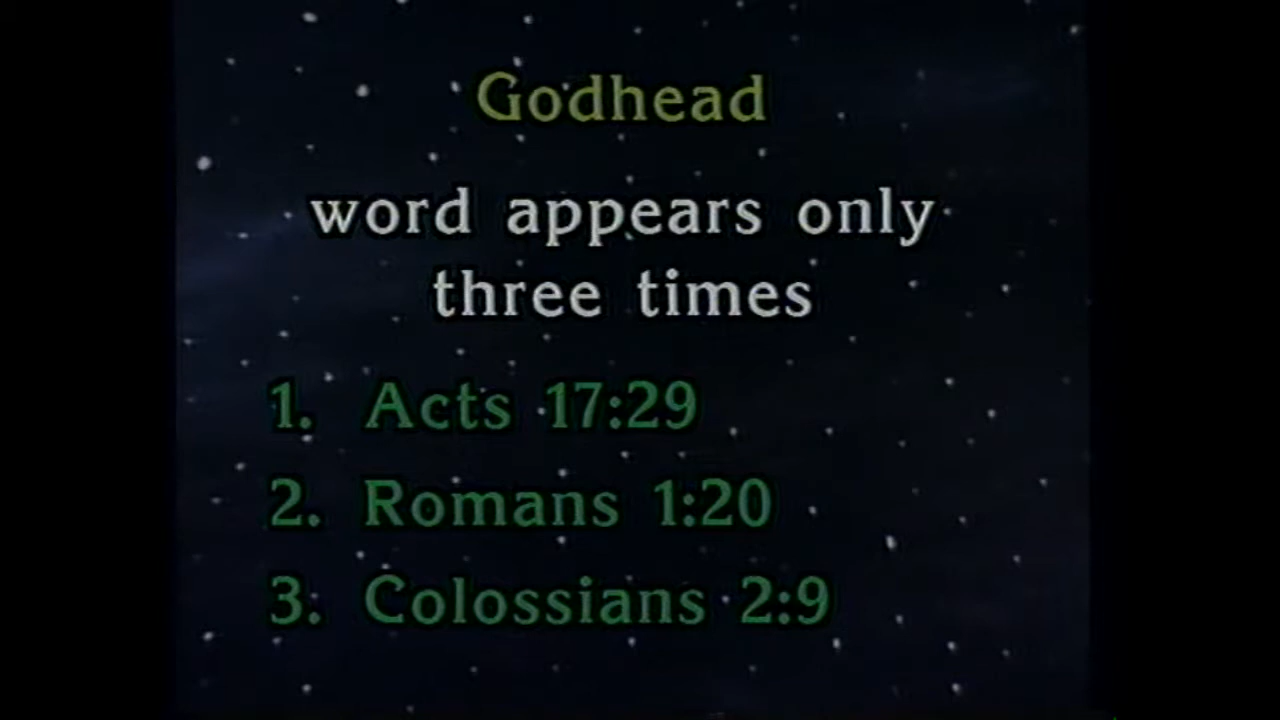 Godhead
word appears only
three times
1. Acts 17:29
2. Romans 1:20
3. Colossians 2:9